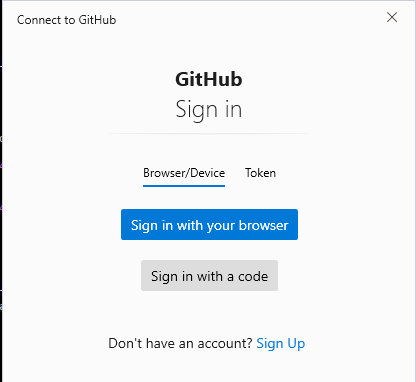 Connect to GitHub
GitHub
Sign in
Browser/Device Token
Sign in with your browser
Sign in with a code
Don't have an account? Sign Up